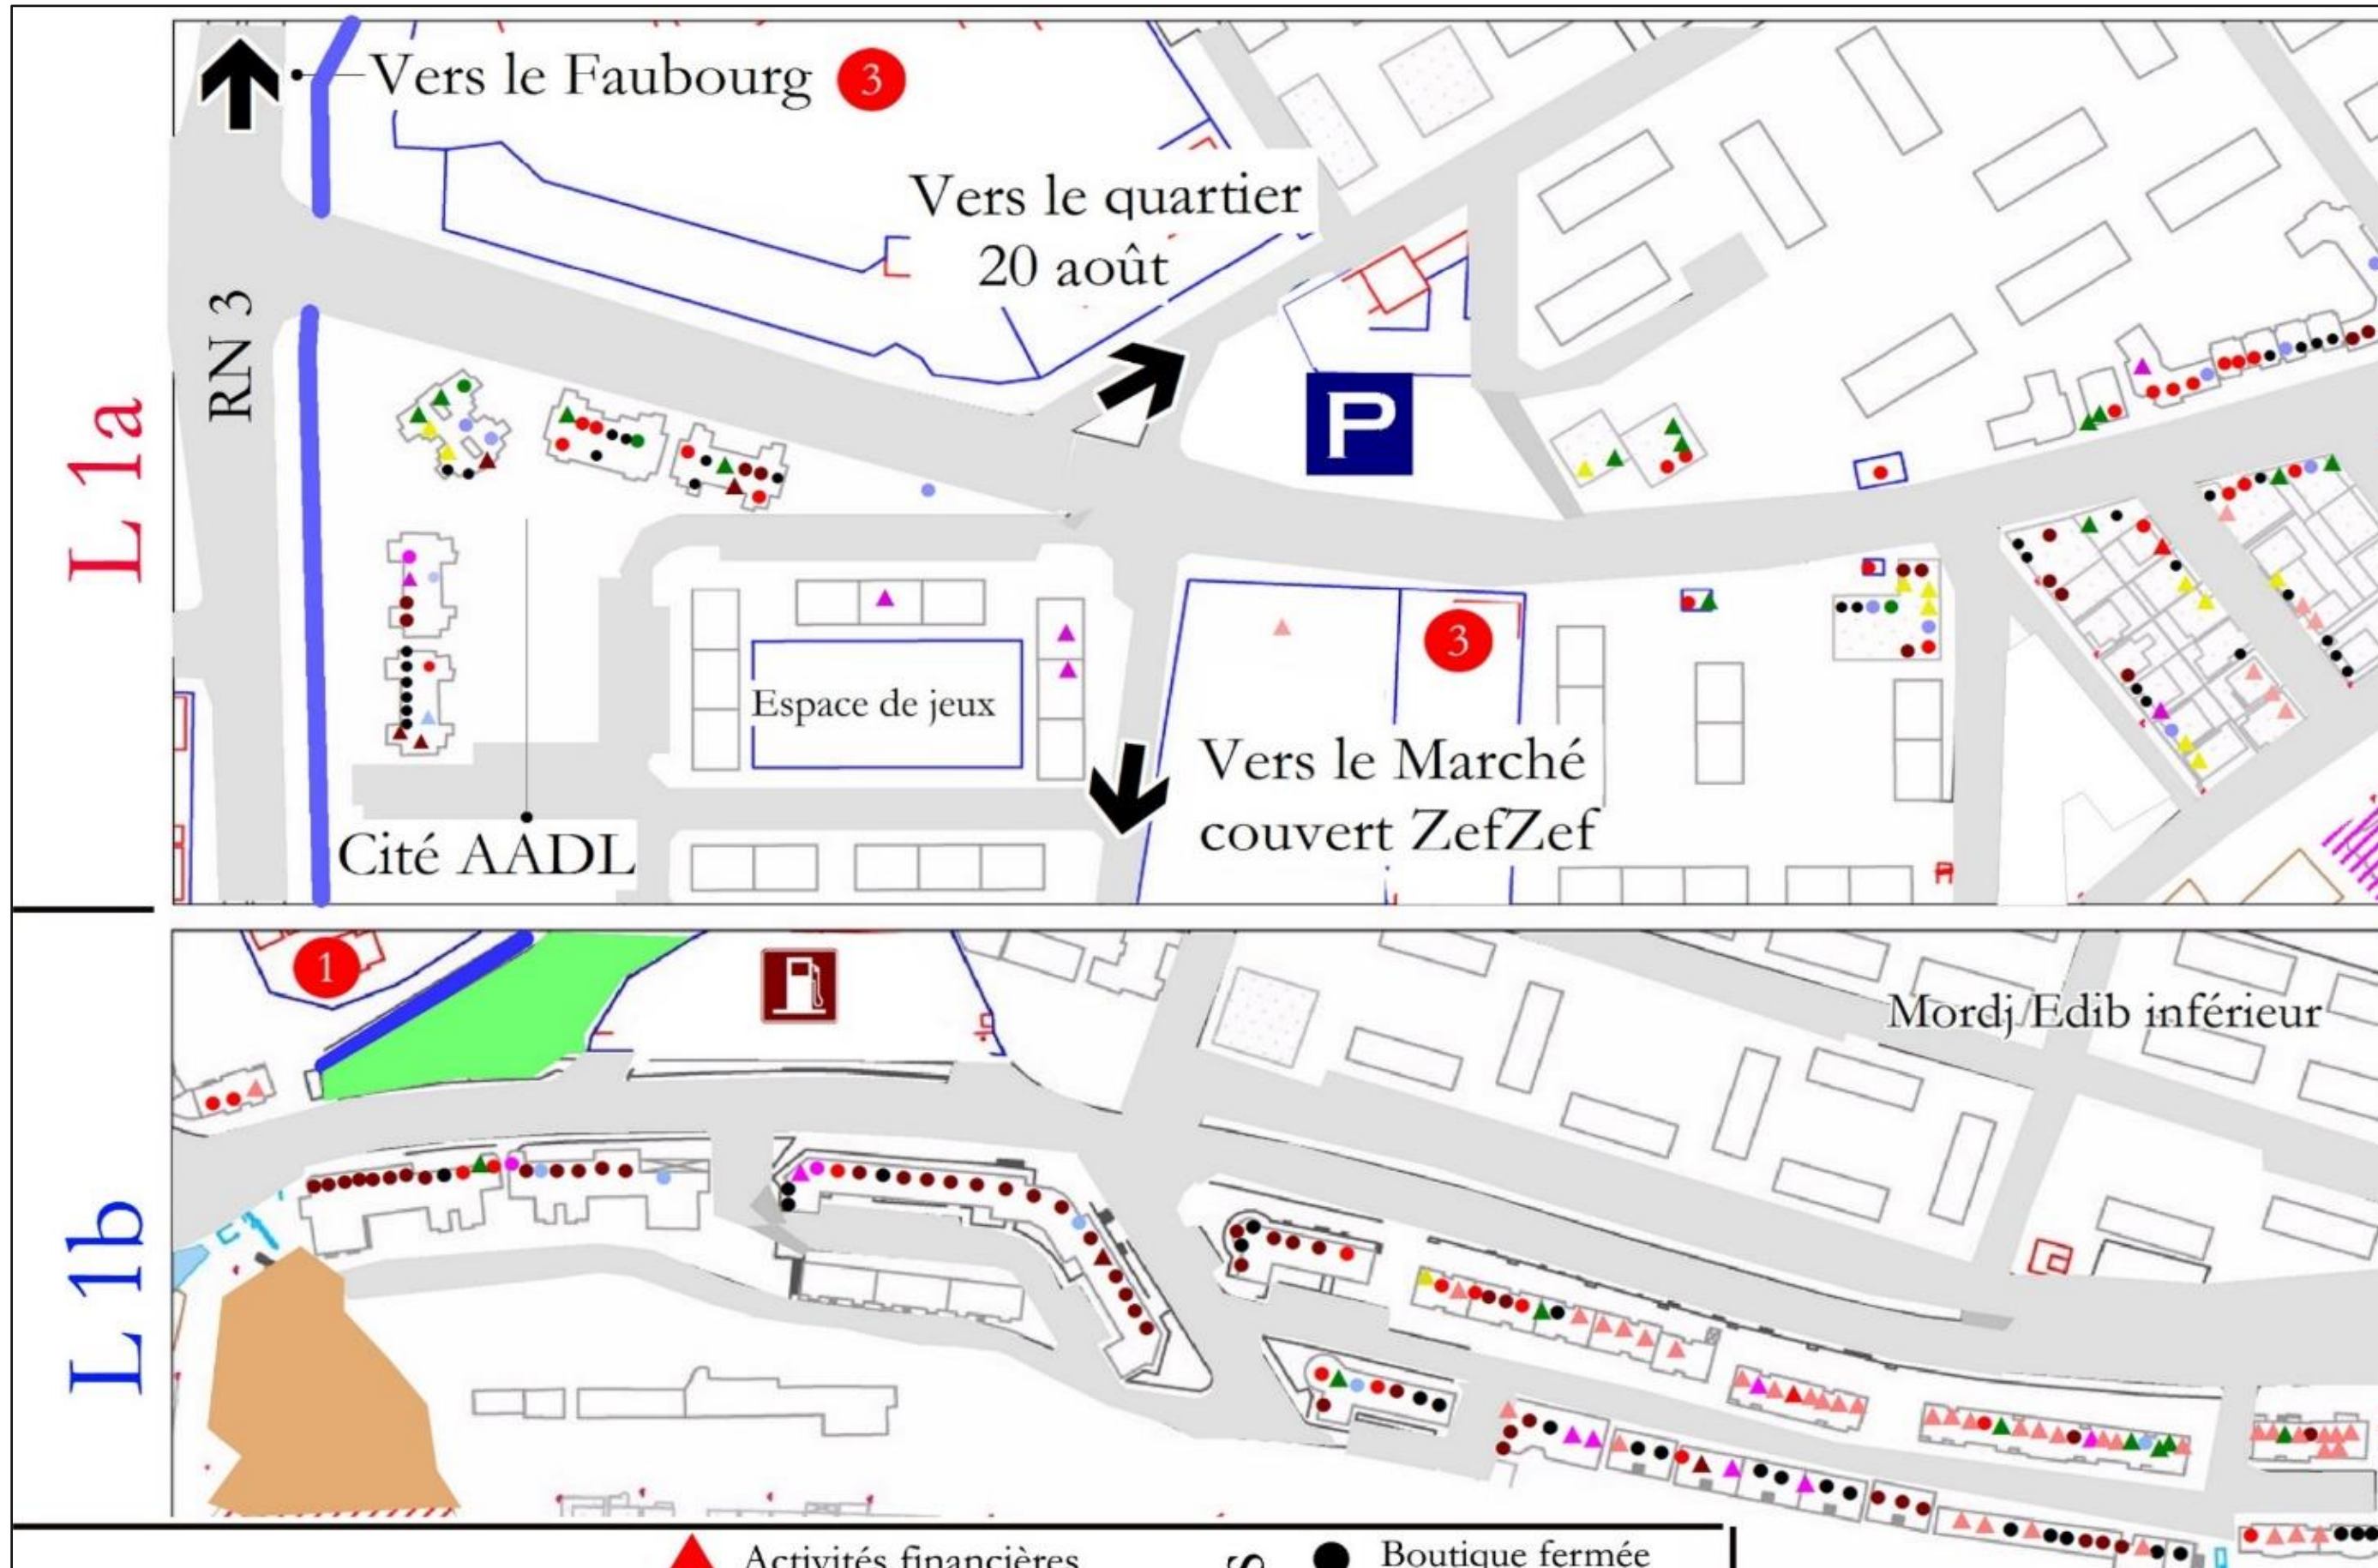 L 1a
Vers le Faubourg 3
Vers le quartier
20 août
RN 3
P
3
Espace de jeux
Vers le Marché
couvert ZefZef
Cité AADL
L 1b
1
Mordj Edib inférieur
Activités financières
Boutique fermée